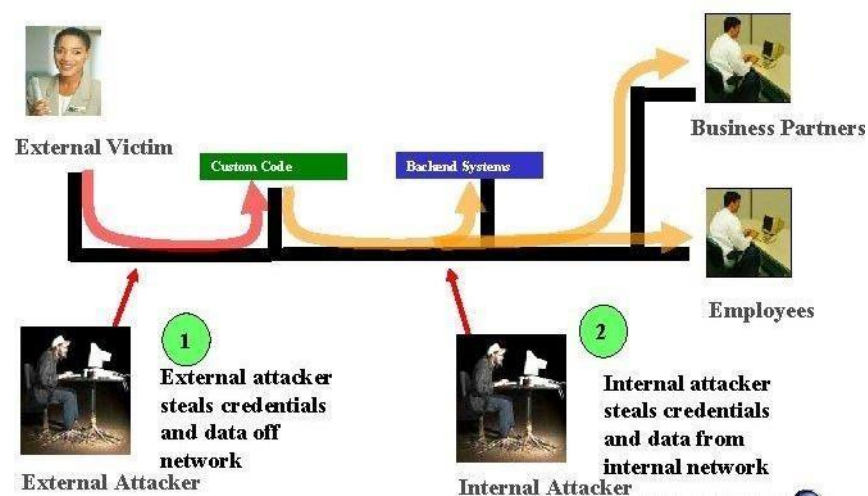 External Victim
Custom Code
Backend Systems
Business Partners
Employees
1
External attacker
steals credentials
and data off
network
External Attacker
2
Internal attacker
steals credentials
and data from
internal network
Internal Attacker